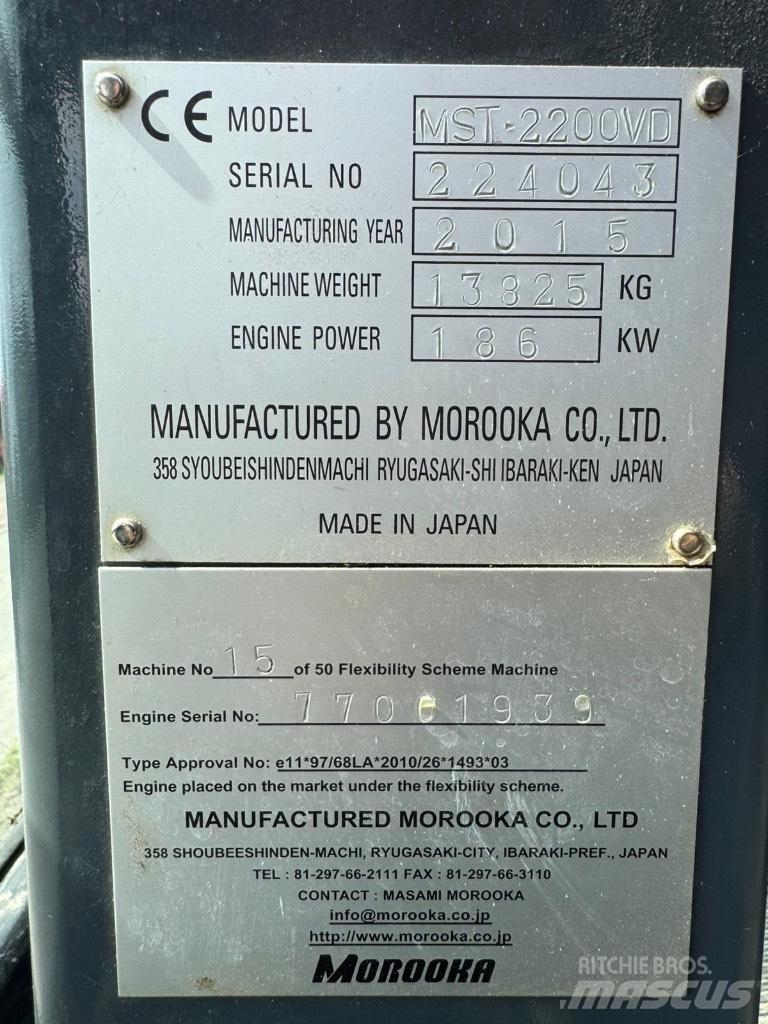 CE MODEL MST-2200VD
SERIAL NO 224043
MANUFACTURING YEAR 2015
MACHINE WEIGHT 13825 KG
ENGINE POWER 186 KW
MANUFACTURED BY MOROOKA CO., LTD.
358 SYOUBEISHINDENMACHI RYUGASAKI-SHI IBARAKI-KEN JAPAN
MADE IN JAPAN
Machine No 15 of 50 Flexibility Scheme Machine
Engine Serial No: 77001939
Type Approval No: e11*97/68LA*2010/26*1493*03
Engine placed on the market under the flexibility scheme.
MANUFACTURED MOROOKA CO., LTD
358 SHOUBEESHINDEN-MACHI, RYUGASAKI-CITY, IBARAKI-PREF., JAPAN
TEL : 81-297-66-2111 FAX : 81-297-66-3110
CONTACT : MASAMI MOROOKA
info@morooka.co.jp
http://www.morooka.co.jp
MOROOKA
RITCHIE BROS.
MASCUS